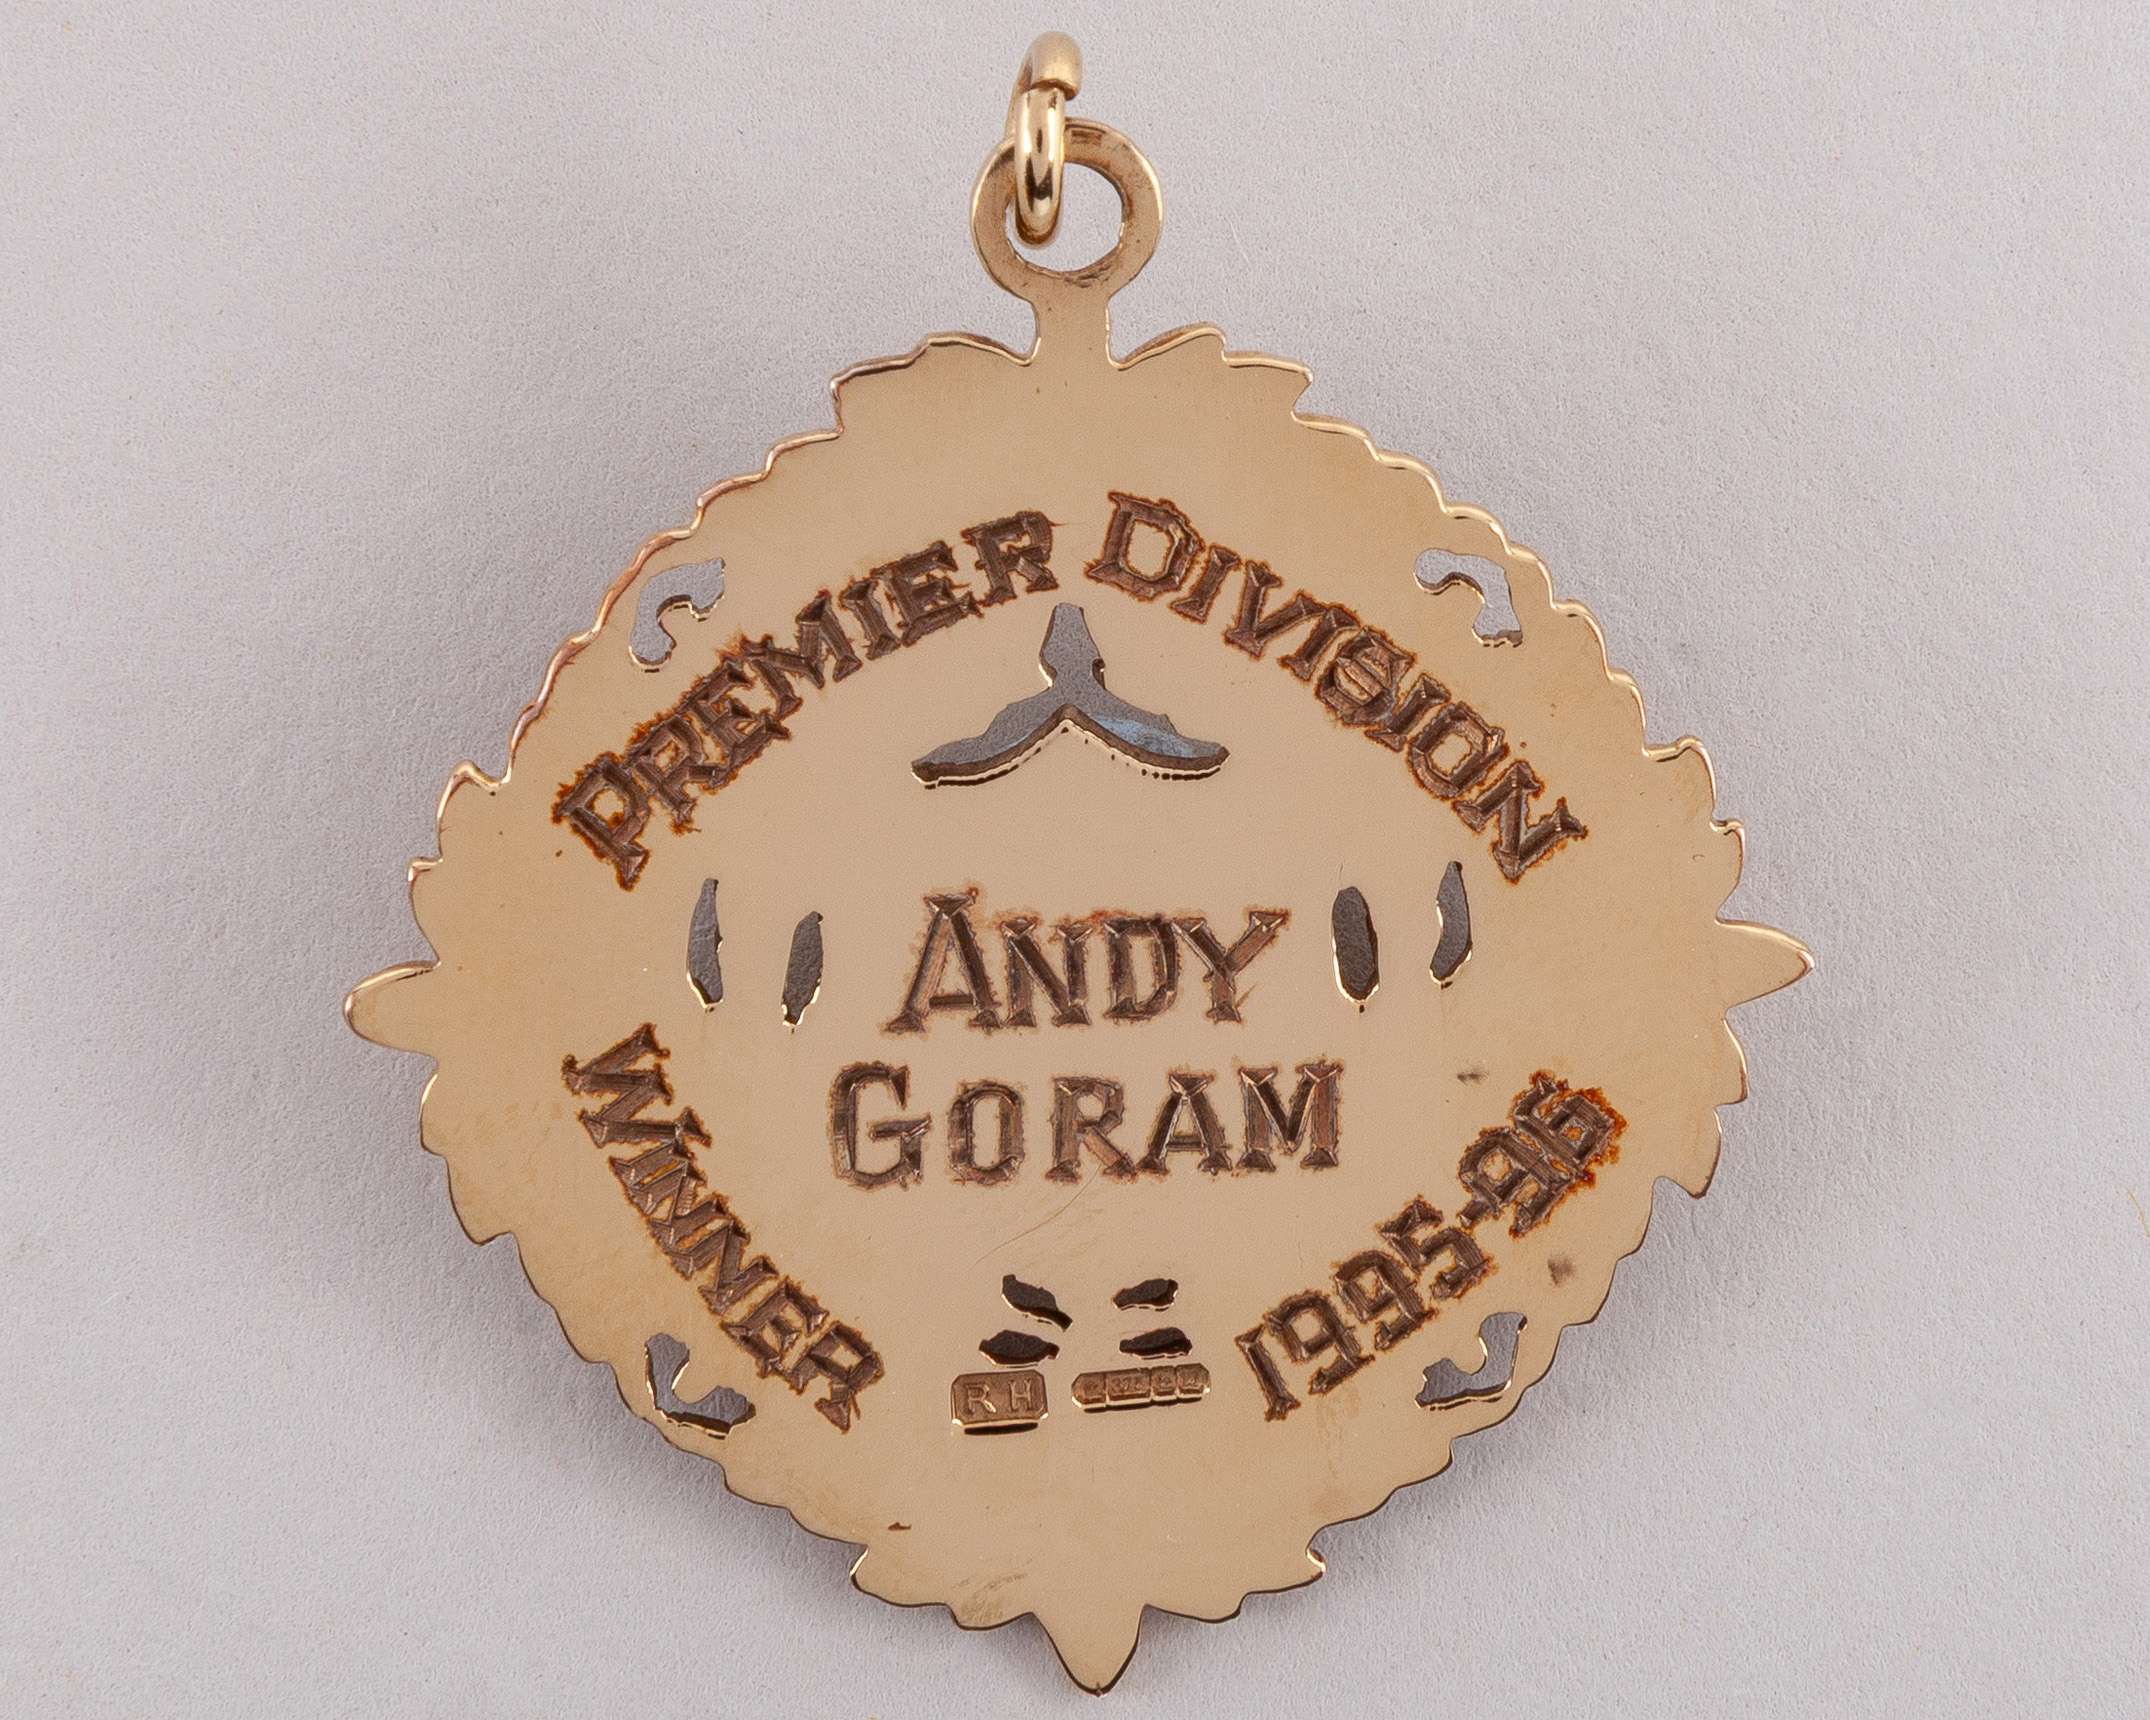 PREMIER DIVISION
ANDY
GORAM
WINNER
1995-96
RH